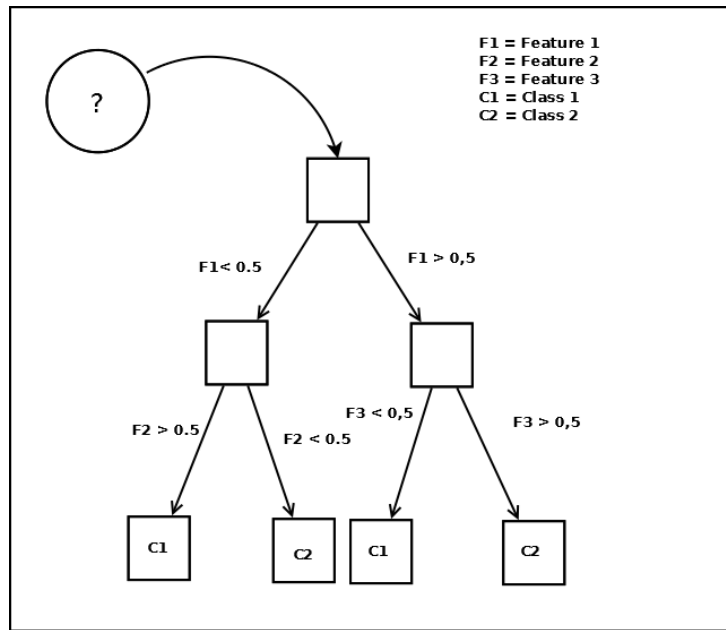 F1 = Feature 1
F2 = Feature 2
F3 = Feature 3
C1 = Class 1
C2 = Class 2
?
F1< 0.5
F1 > 0,5
F2 > 0.5
F2 < 0.5
F3 < 0,5
F3 > 0,5
C1
C2
C1
C2